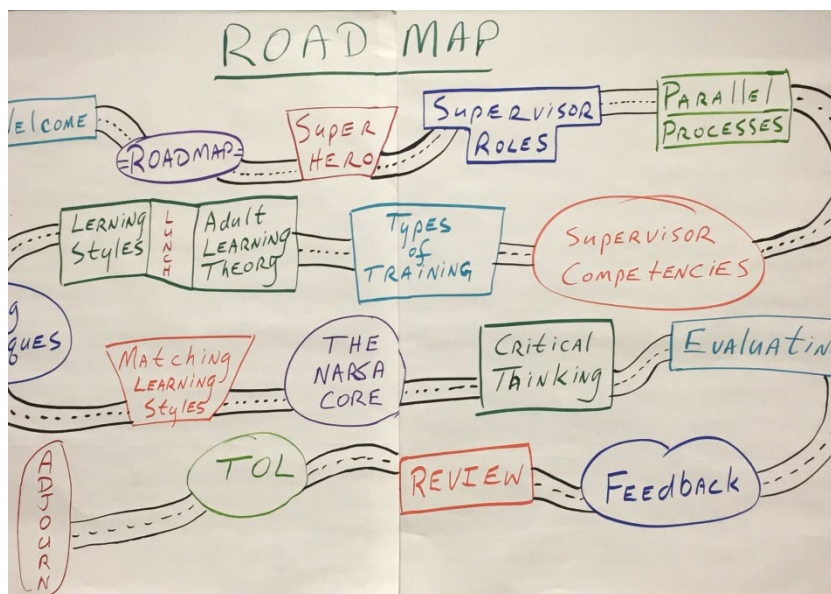 ROAD MAP
WELCOME
ROADMAP
SUPER
HERO
SUPERVISOR
ROLES
PARALLEL
PROCESSES
SUPERVISOR
COMPETENCIES
TYPES
of
TRAINING
Adult
LEARNING
THEORY
LUNCH
LERNING
STYLES
G
QUES
MATCHING
LEARNING
STYLES
THE
NARSA
CORE
CRITICAL
THINKING
EVALUATIN
FEEDBACK
REVIEW
TOL
ADJOURN